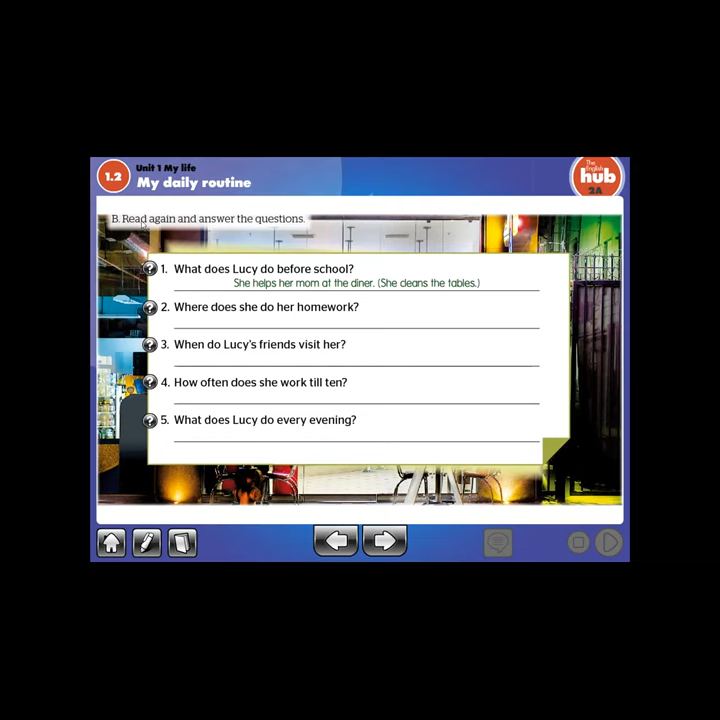 1.2
Unit 1 My life
My daily routine
The
English
hub
2A
B. Read again and answer the questions.
1. What does Lucy do before school?
She helps her mom at the diner. (She cleans the tables.)
2. Where does she do her homework?
3. When do Lucy's friends visit her?
4. How often does she work till ten?
5. What does Lucy do every evening?